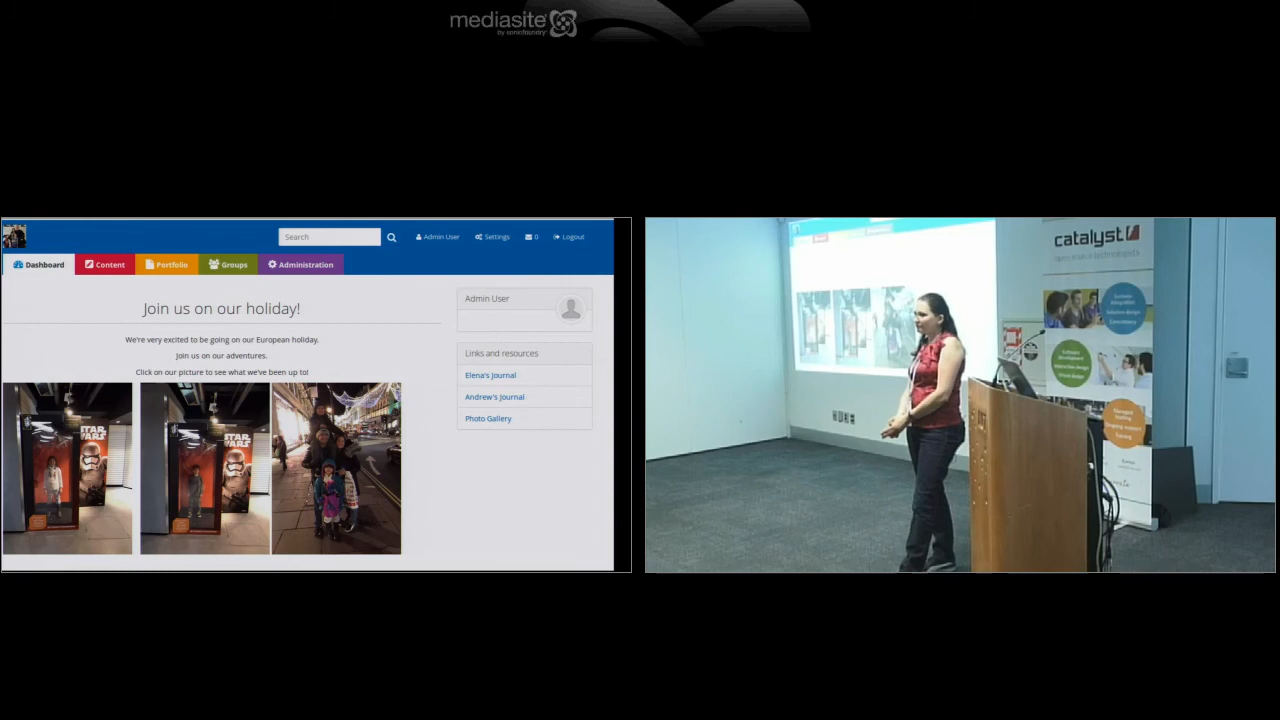 mediasite
by sonicfoundry
Search
Admin User
Settings
0
Logout
Dashboard
Content
Portfolio
Groups
Administration
Join us on our holiday!
We're very excited to be going on our European holiday.
Join us on our adventures.
Click on our picture to see what we've been up to!
Admin User
Links and resources
Elena's Journal
Andrew's Journal
Photo Gallery
STAR
WARS
STAR
WARS
catalyst
open source technologists